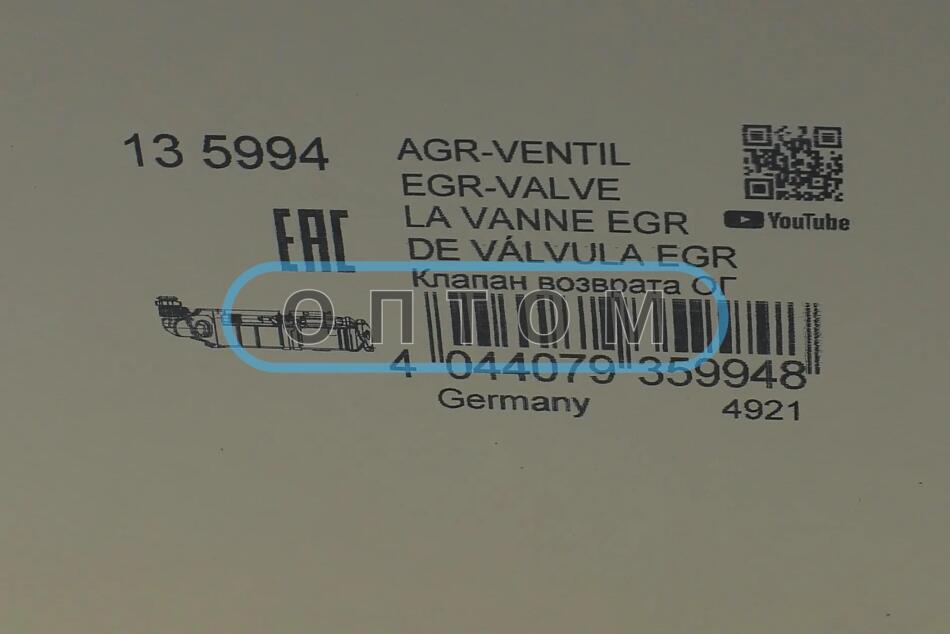 13 5994
AGR-VENTIL
EGR-VALVE
LA VANNE EGR
DE VÁLVULA EGR
Клапан возврата ОГ
YouTube
EAC
ОПТОМ
4 044079 359948
Germany
4921